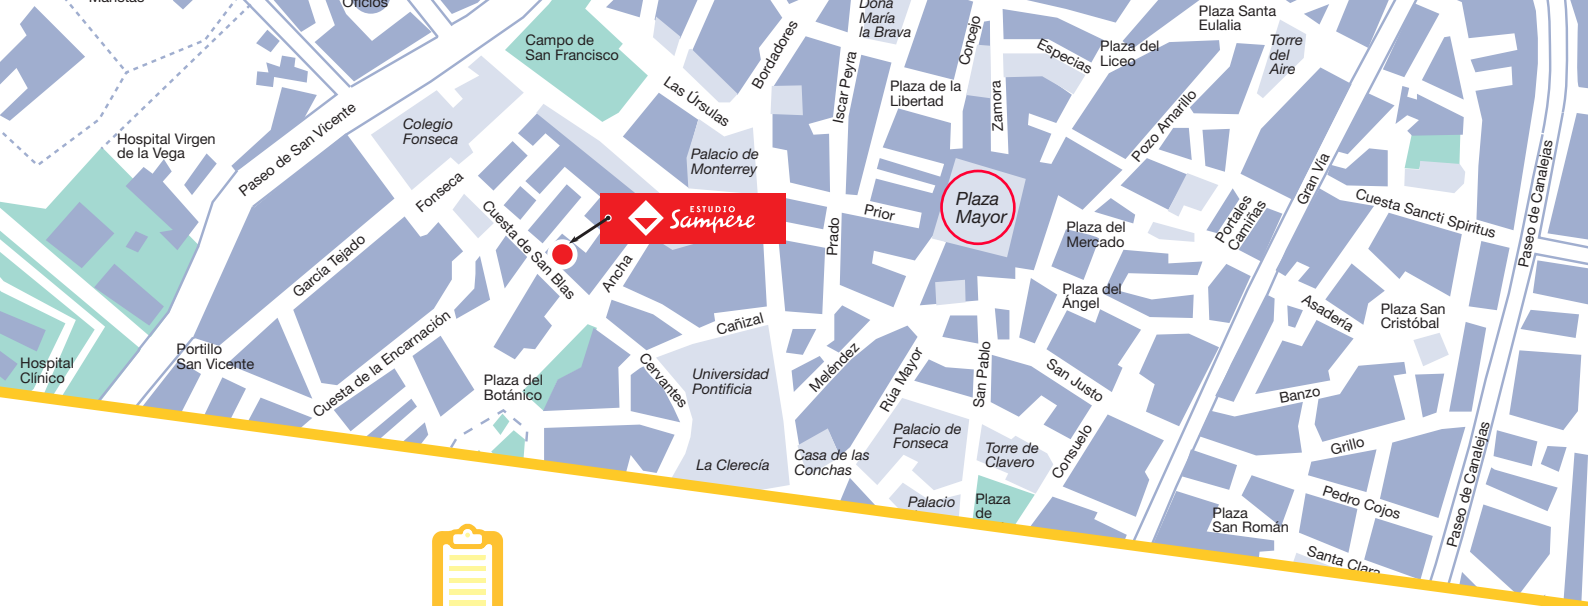 Oficios
Campo de
San Francisco
Bordadores
Doña
María
la Brava
Iscar Peyra
Concejo
Especias
Plaza del
Liceo
Plaza Santa
Eulalia
Torre
del
Aire
Las Úrsulas
Plaza de la
Libertad
Zamora
Pozo Amarillo
Hospital Virgen
de la Vega
Paseo de San Vicente
Colegio
Fonseca
Fonseca
Palacio de
Monterrey
Gran Vía
Paseo de Canalejas
ESTUDIO
Sampere
Cuesta de San Blas
Ancha
Prado
Prior
Plaza
Mayor
Plaza del
Mercado
Portales
Camiñas
Cuesta Sancti Spiritus
García Tejado
Plaza del
Ángel
Asadería
Plaza San
Cristóbal
Cañizal
Portillo
San Vicente
Hospital
Clínico
Cuesta de la Encarnación
Plaza del
Botánico
Cervantes
Universidad
Pontificia
Meléndez
Rúa Mayor
San Pablo
San Justo
Banzo
Grillo
Palacio de
Fonseca
Torre de
Clavero
Consuelo
La Clerecía
Casa de las
Conchas
Palacio
Plaza
de
Pedro Cojos
Plaza
San Román
Santa Clara
Paseo de Canalejas